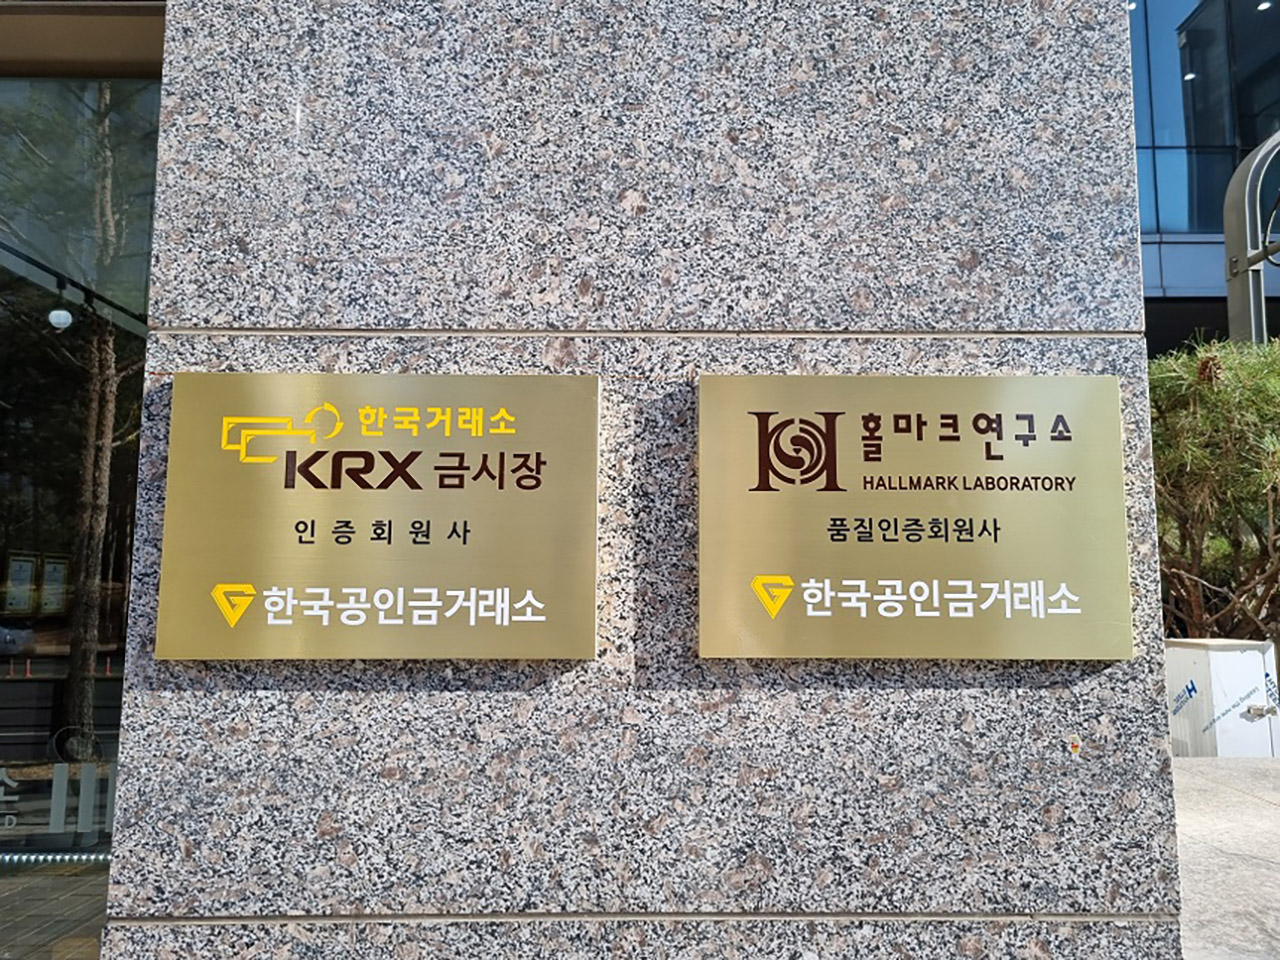 한국거래소
KRX 금시장
인증회원사
한국공인금거래소
홀마크연구소
HALLMARK LABORATORY
품질인증회원사
한국공인금거래소
소
D